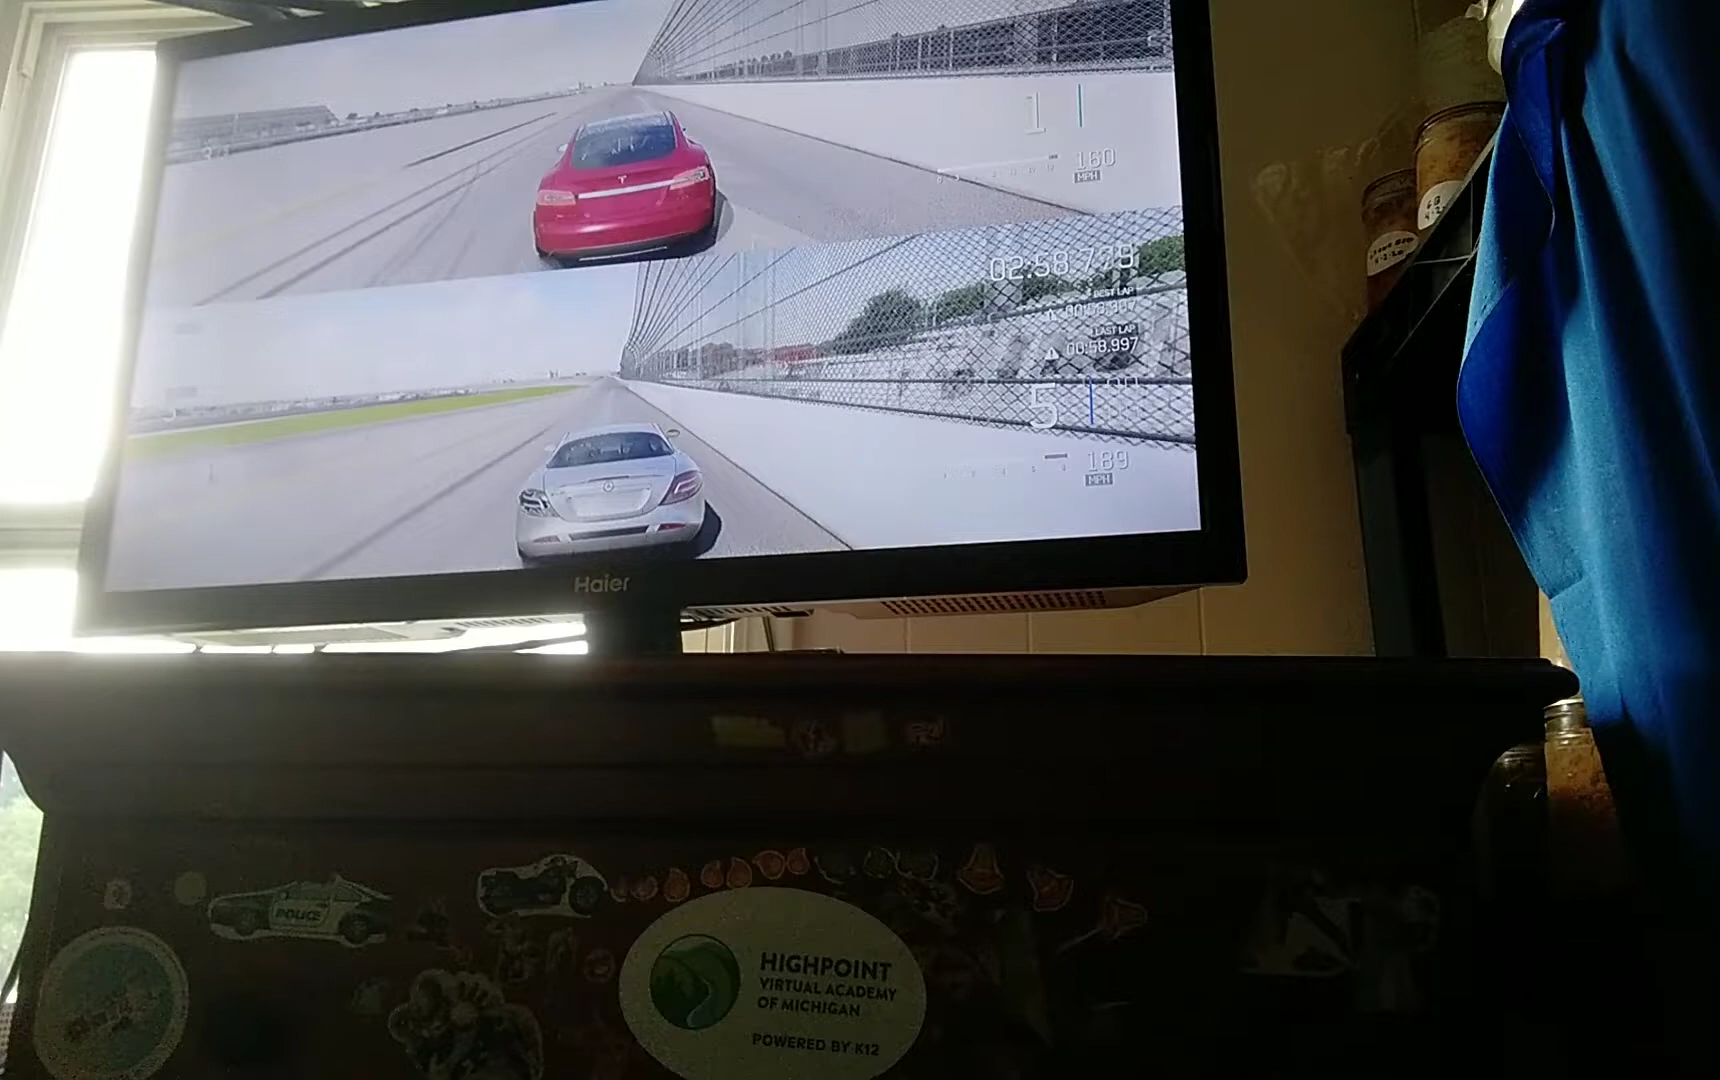 1
160
MPH
02:58.7
BEST LAP
LAST LAP
00:58.997
5
189
MPH
Haier
POLICE
HIGHPOINT
VIRTUAL ACADEMY
OF MICHIGAN
POWERED BY K12